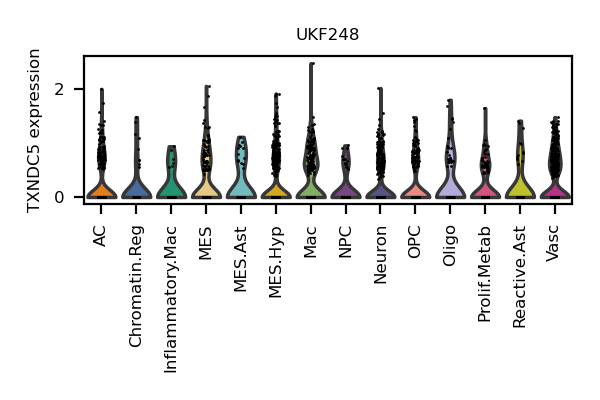 UKF248
TXNDC5 expression
2
0
AC
Chromatin.Reg
Inflammatory.Mac
MES
MES.Ast
MES.Hyp
Mac
NPC
Neuron
OPC
Oligo
Prolif.Metab
Reactive.Ast
Vasc